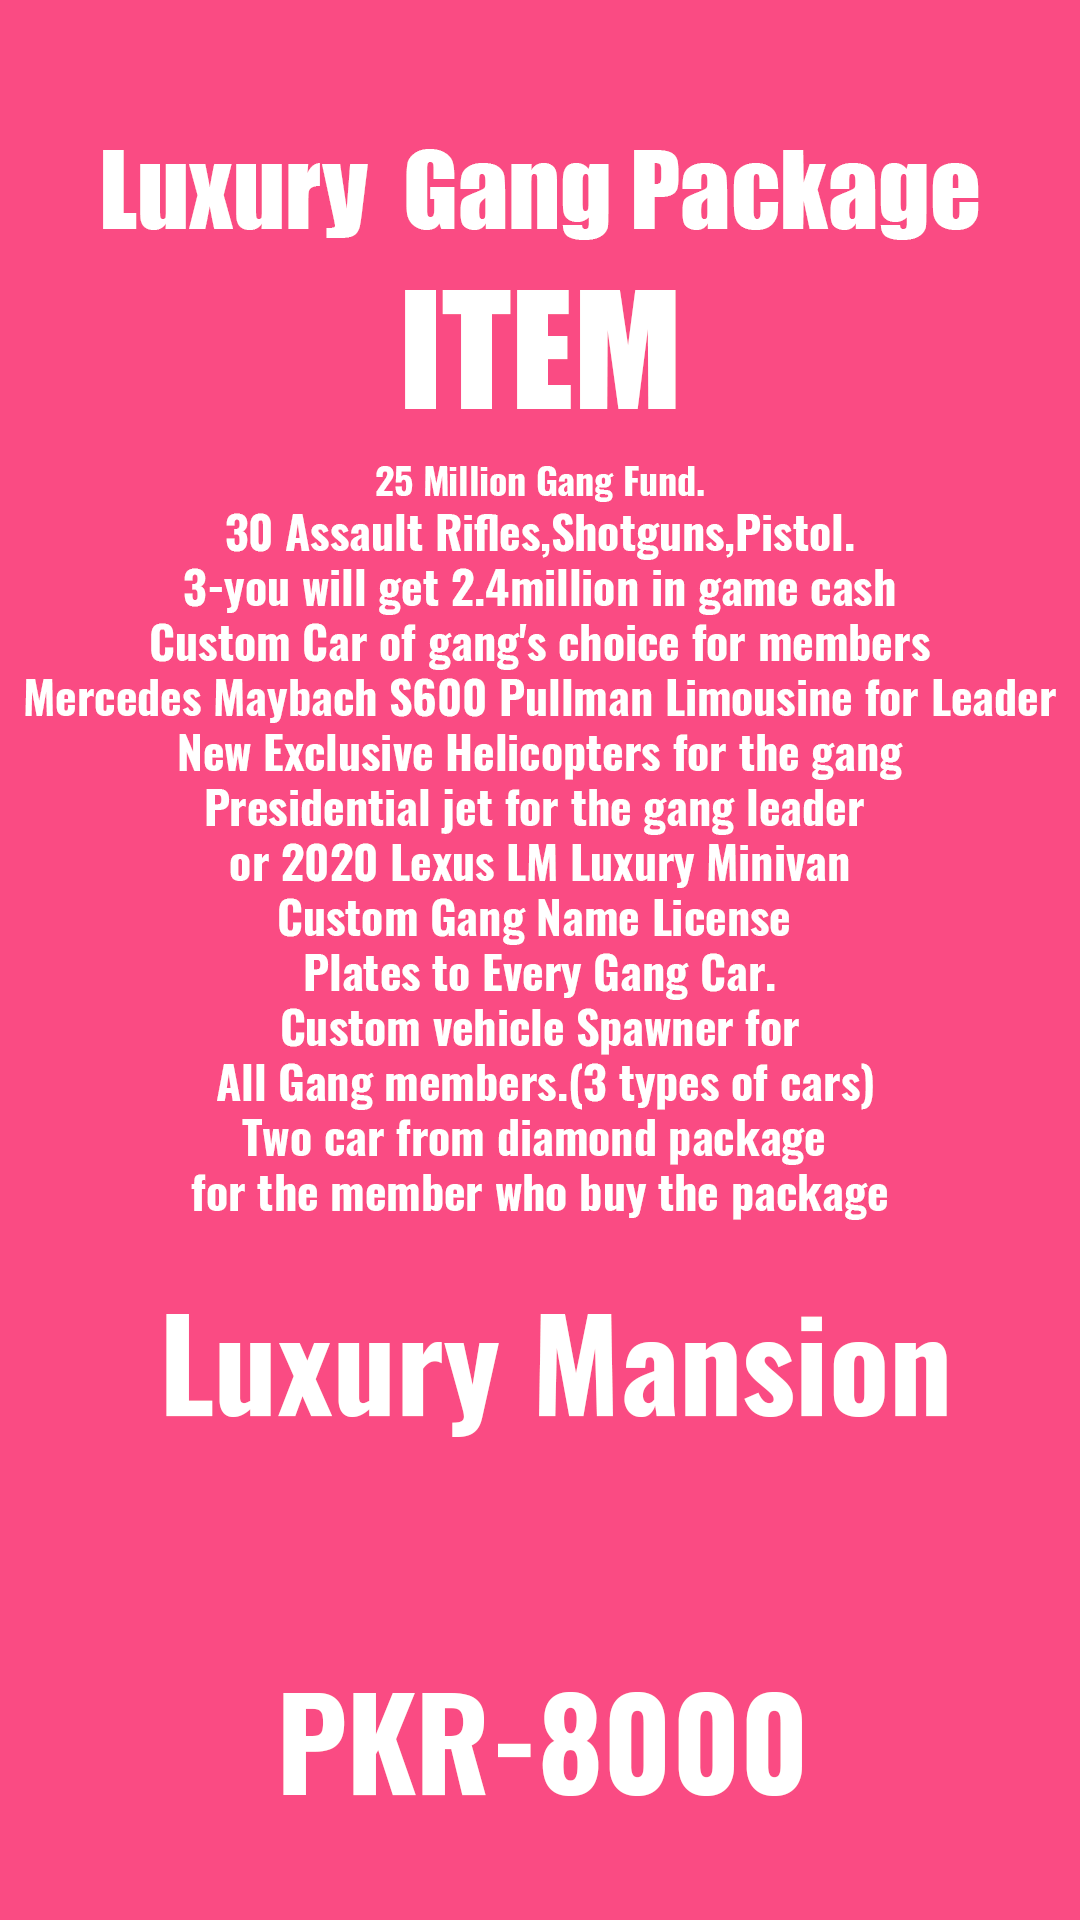 Luxury Gang Package
ITEM
25 Million Gang Fund.
30 Assault Rifles,Shotguns,Pistol.
3-you will get 2.4million in game cash
Custom Car of gang's choice for members
Mercedes Maybach S600 Pullman Limousine for Leader
New Exclusive Helicopters for the gang
Presidential jet for the gang leader
or 2020 Lexus LM Luxury Minivan
Custom Gang Name License
Plates to Every Gang Car.
Custom vehicle Spawner for
All Gang members.(3 types of cars)
Two car from diamond package
for the member who buy the package
Luxury Mansion
PKR-8000